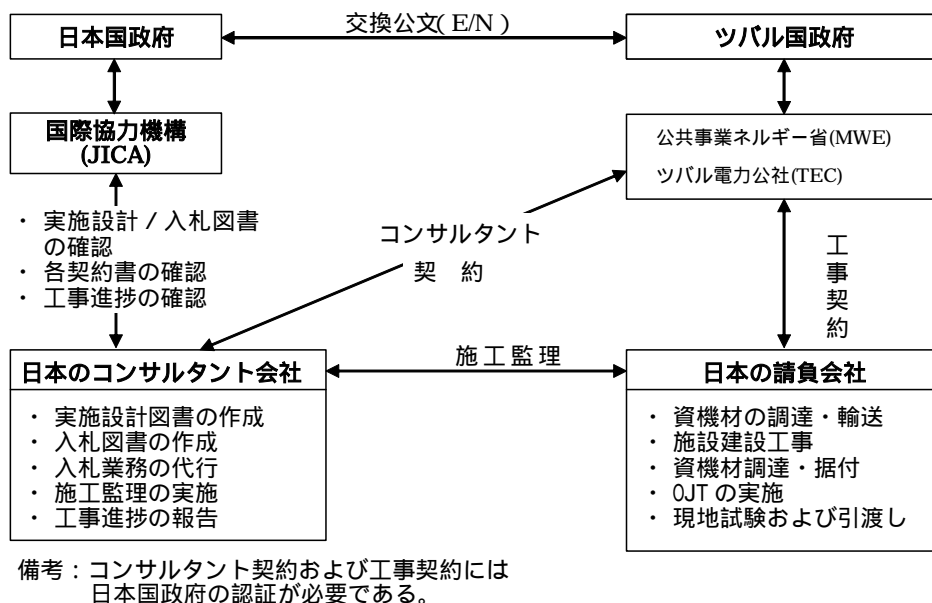 交換公文( E/N )
日本国政府
ツバル国政府
国際協力機構
(JICA)
公共事業ネルギー省(MWE)
ツバル電力公社(TEC)
・ 実施設計 / 入札図書
の確認
・ 各契約書の確認
・ 工事進捗の確認
コンサルタント
契 約
工
事
契
約
施工監理
日本のコンサルタント会社
・ 実施設計図書の作成
・ 入札図書の作成
・ 入札業務の代行
・ 施工監理の実施
・ 工事進捗の報告
日本の請負会社
・ 資機材の調達・輸送
・ 施設建設工事
・ 資機材調達・据付
・ OJT の実施
・ 現地試験および引渡し
備考：コンサルタント契約および工事契約には
日本国政府の認証が必要である。